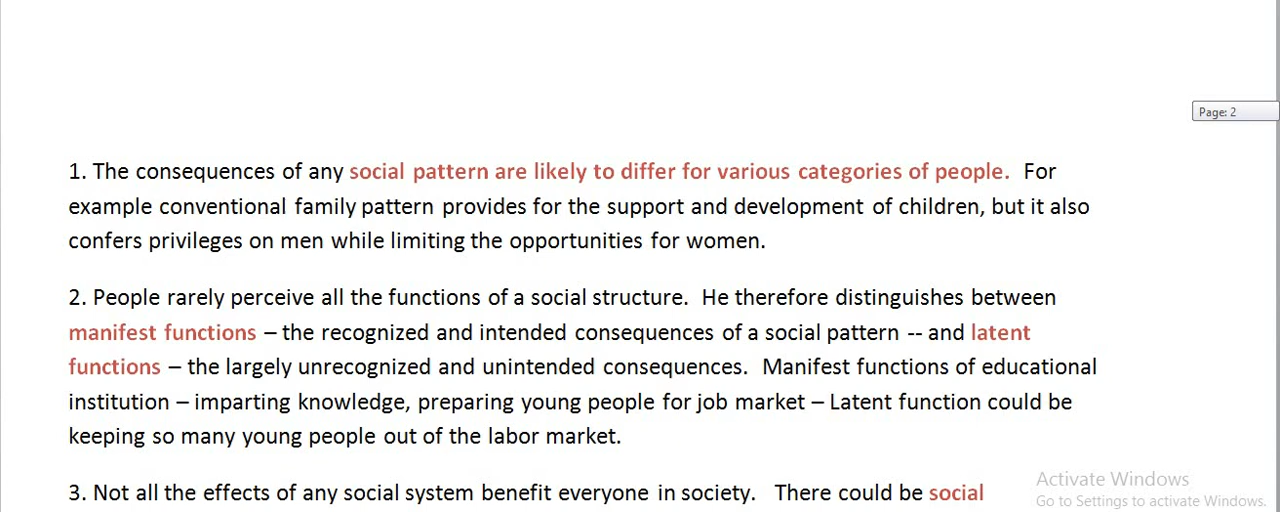 Page: 2
1. The consequences of any social pattern are likely to differ for various categories of people. For
example conventional family pattern provides for the support and development of children, but it also
confers privileges on men while limiting the opportunities for women.
2. People rarely perceive all the functions of a social structure. He therefore distinguishes between
manifest functions – the recognized and intended consequences of a social pattern -- and latent
functions – the largely unrecognized and unintended consequences. Manifest functions of educational
institution – imparting knowledge, preparing young people for job market – Latent function could be
keeping so many young people out of the labor market.
3. Not all the effects of any social system benefit everyone in society. There could be social
Activate Windows
Go to Settings to activate Windows.